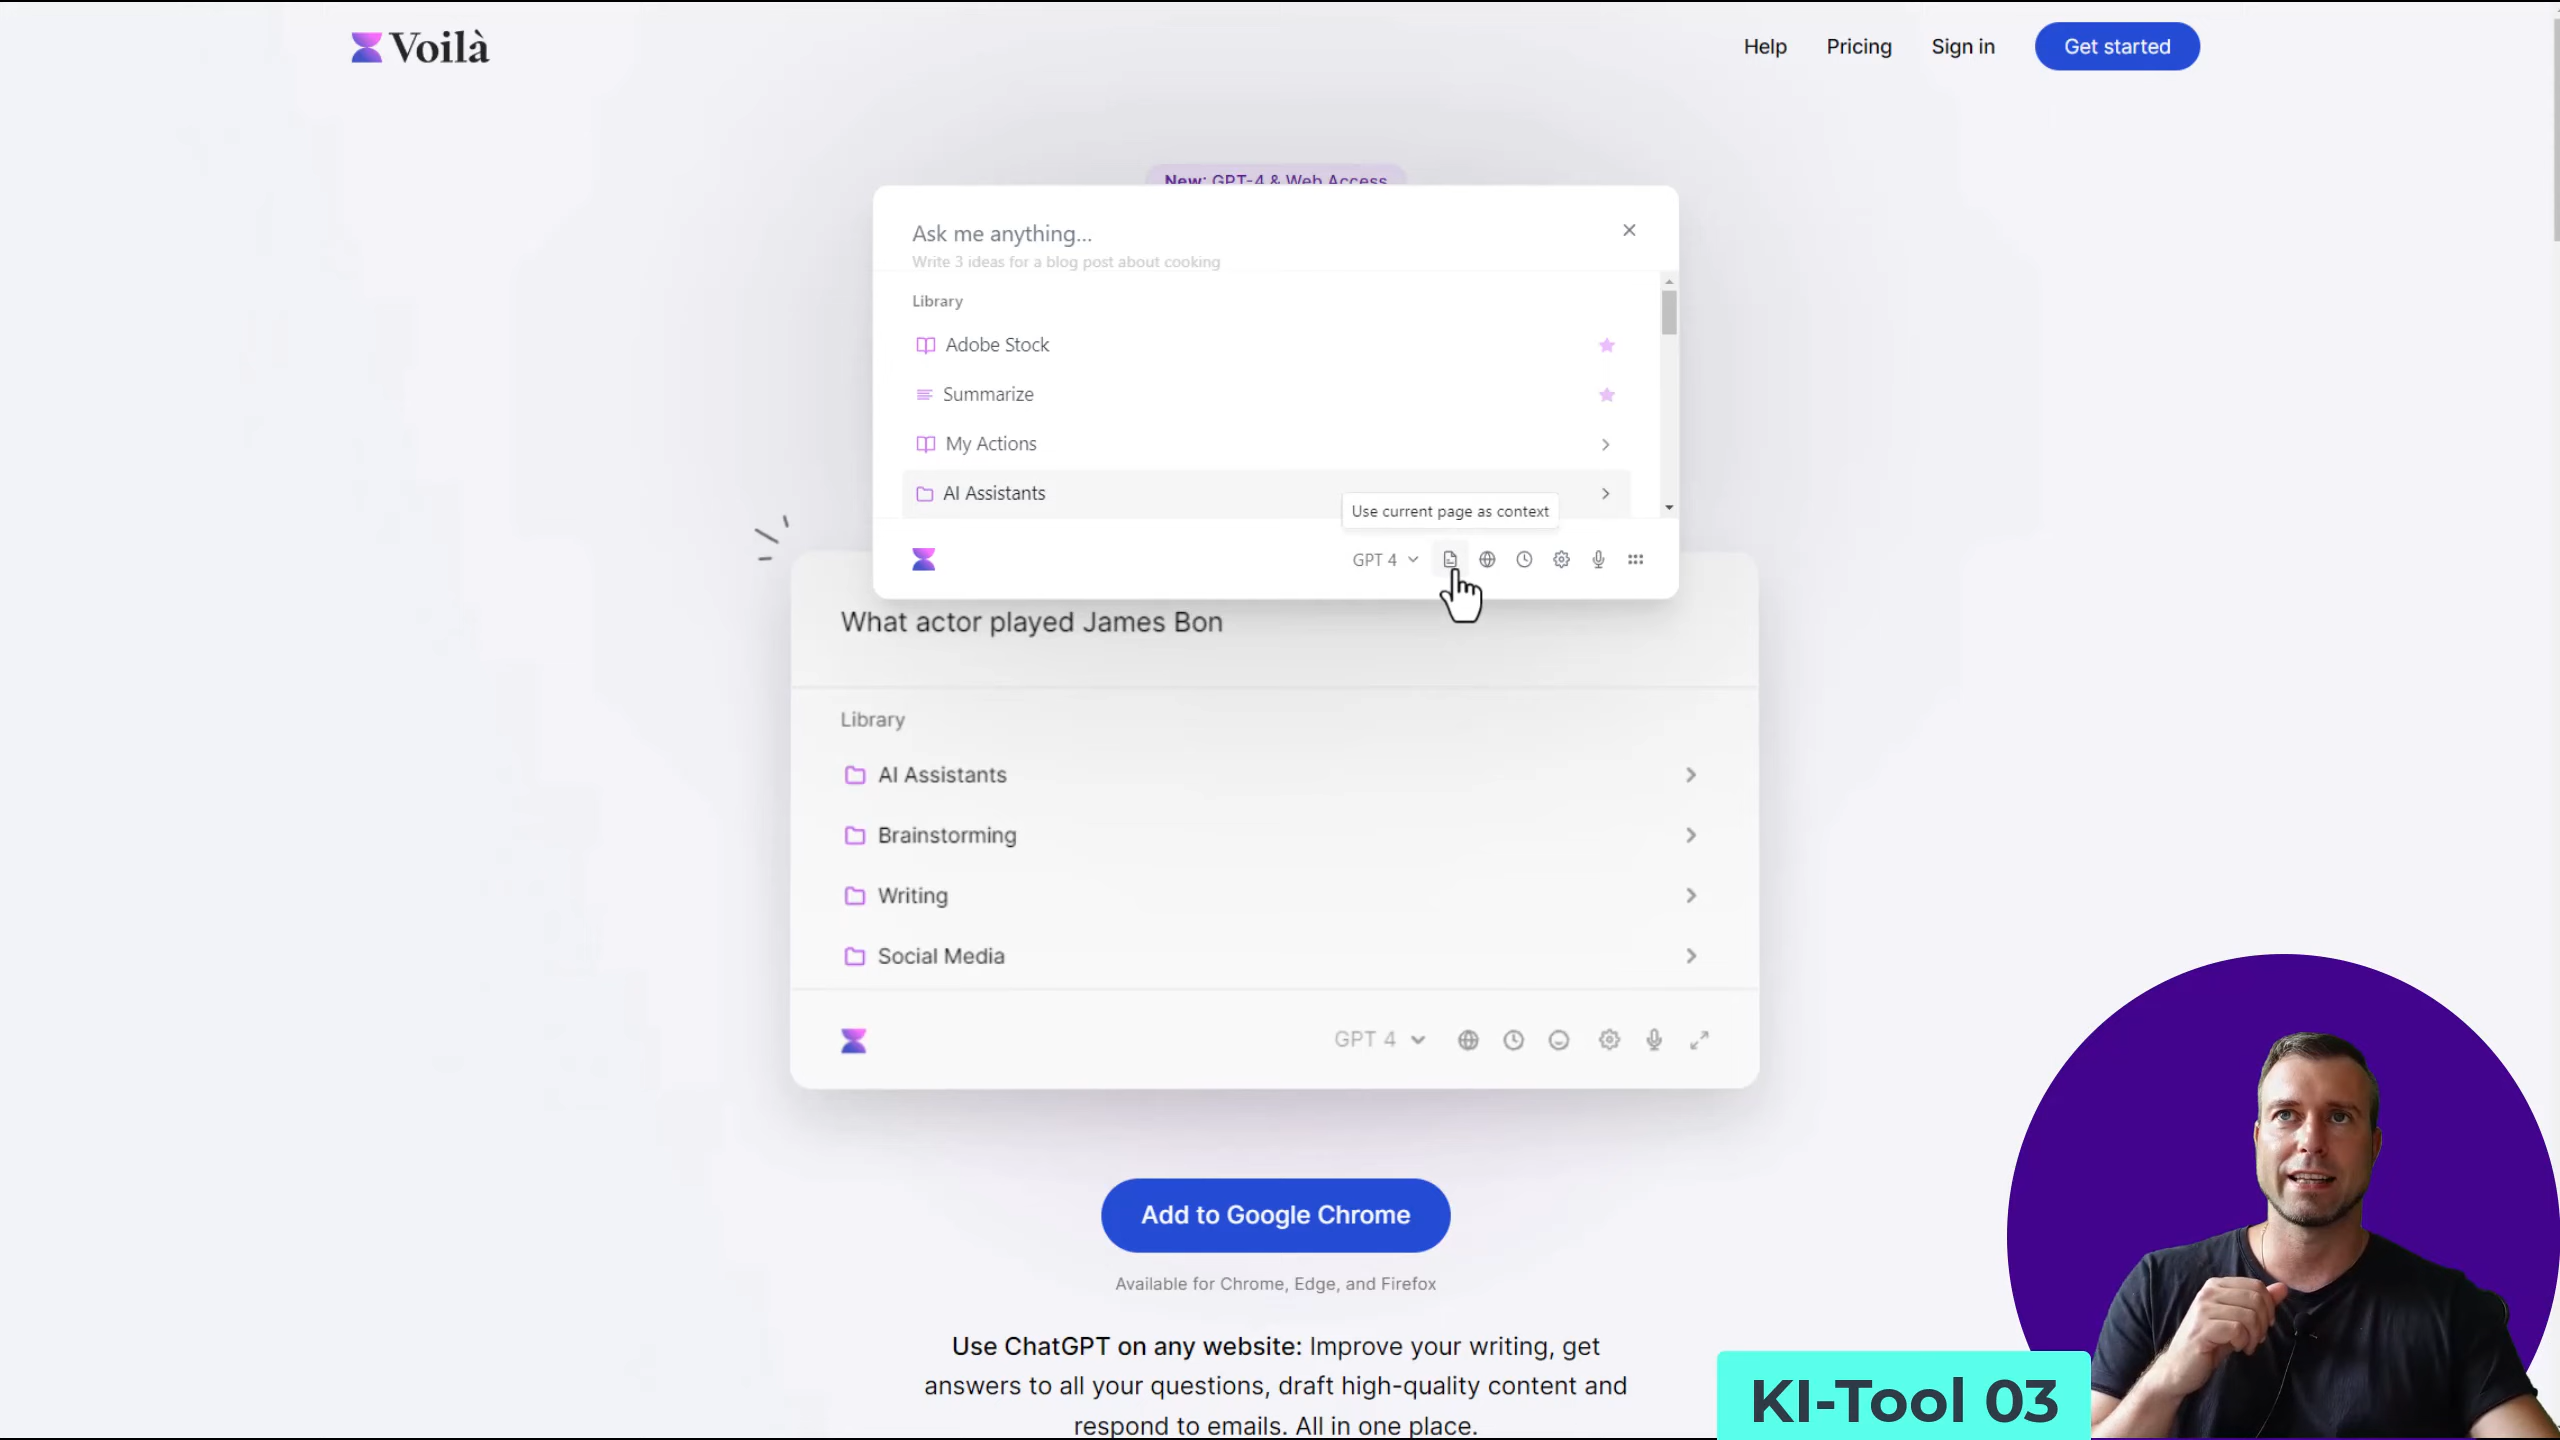 Voilà
Help Pricing Sign in Get started
New: GPT-4 & Web Access
Ask me anything...
Write 3 ideas for a blog post about cooking
Library
Adobe Stock
Summarize
My Actions
AI Assistants
Use current page as context
GPT 4
What actor played James Bon
Library
AI Assistants
Brainstorming
Writing
Social Media
GPT 4
Add to Google Chrome
Available for Chrome, Edge, and Firefox
Use ChatGPT on any website: Improve your writing, get
answers to all your questions, draft high-quality content and
respond to emails. All in one place.
KI-Tool 03